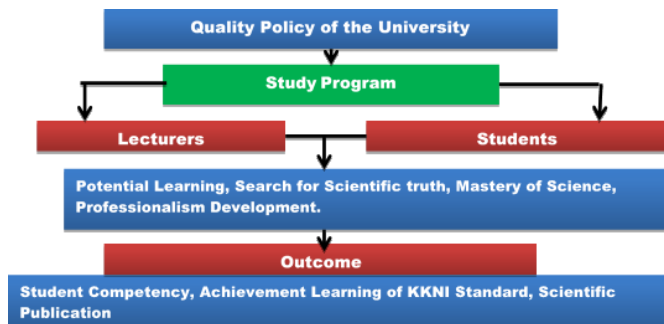 Quality Policy of the University
Study Program
Lecturers
Students
Potential Learning, Search for Scientific truth, Mastery of Science,
Professionalism Development.
Outcome
Student Competency, Achievement Learning of KKNI Standard, Scientific
Publication